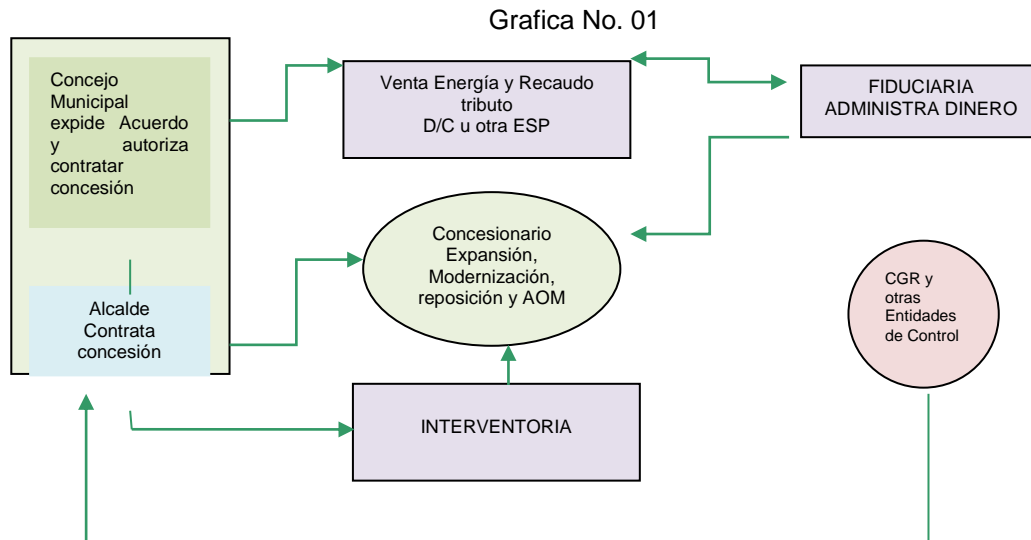 Grafica No. 01
Concejo
Municipal
expide Acuerdo
y autoriza
contratar
concesión
Alcalde
Contrata
concesión
Venta Energía y Recaudo
tributo
D/C u otra ESP
FIDUCIARIA
ADMINISTRA DINERO
Concesionario
Expansión,
Modernización,
reposición y AOM
CGR y
otras
Entidades
de Control
INTERVENTORIA